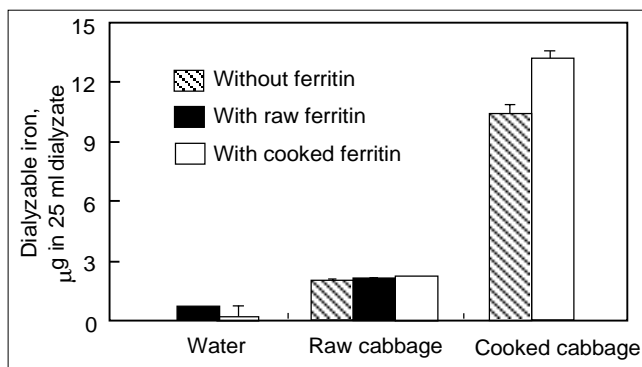 Dialyzable iron,
µg in 25 ml dialyzate
15
12
9
6
3
0
Without ferritin
With raw ferritin
With cooked ferritin
Water
Raw cabbage
Cooked cabbage